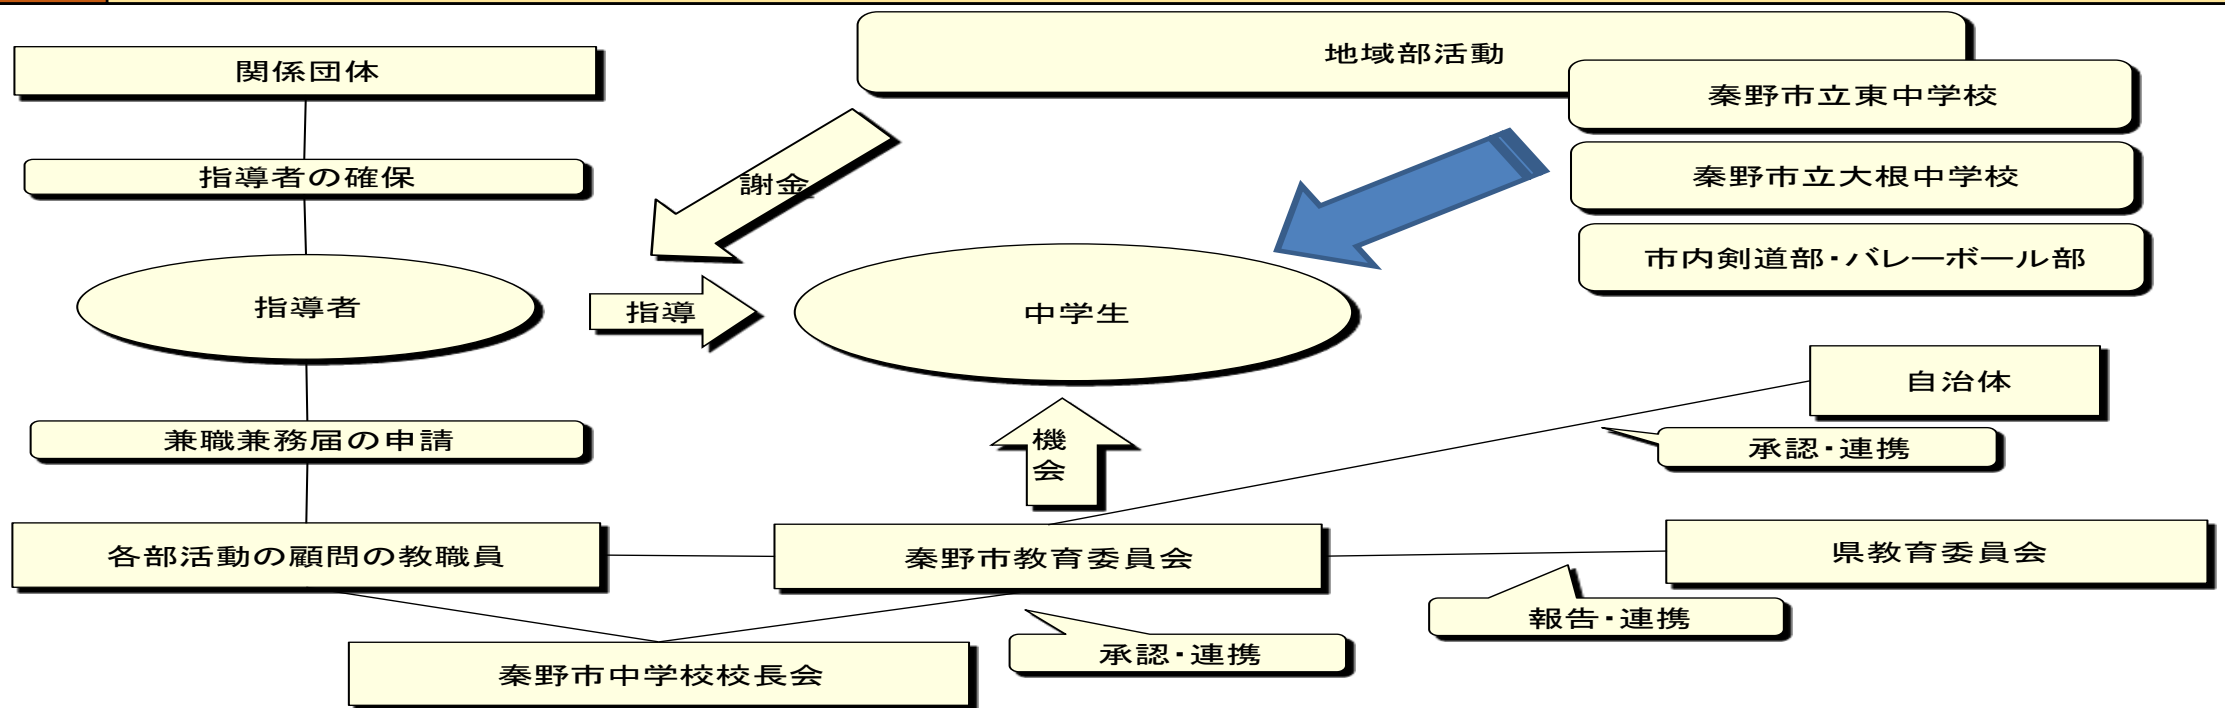 関係団体
地域部活動
秦野市立東中学校
指導者の確保
謝金
秦野市立大根中学校
市内剣道部・バレーボール部
指導者
指導
中学生
自治体
兼職兼務届の申請
機
会
承認・連携
各部活動の顧問の教職員
秦野市教育委員会
県教育委員会
報告・連携
承認・連携
秦野市中学校校長会